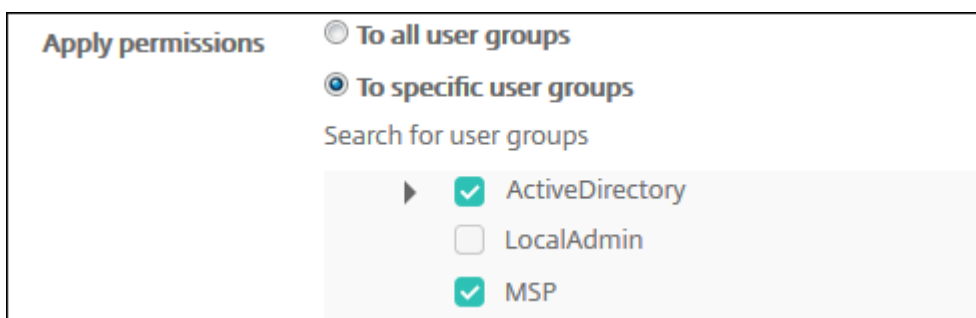 Apply permissions
To all user groups
To specific user groups
Search for user groups
ActiveDirectory
LocalAdmin
MSP